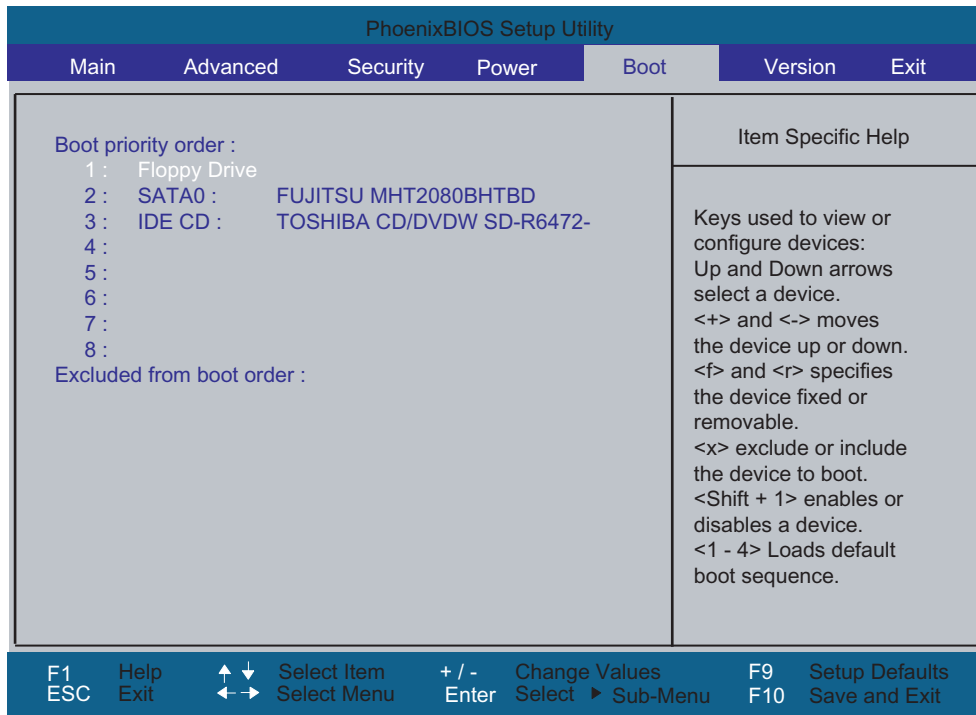 PhoenixBIOS Setup Utility
Main Advanced Security Power Boot Version Exit
Boot priority order :
1 : Floppy Drive
2 : SATA0 : FUJITSU MHT2080BHTBD
3 : IDE CD : TOSHIBA CD/DVDW SD-R6472-
4 :
5 :
6 :
7 :
8 :
Excluded from boot order :
Item Specific Help
Keys used to view or
configure devices:
Up and Down arrows
select a device.
<+> and <-> moves
the device up or down.
<f> and <r> specifies
the device fixed or
removable.
<x> exclude or include
the device to boot.
<Shift + 1> enables or
disables a device.
<1 - 4> Loads default
boot sequence.
F1 Help Select Item + / - Change Values F9 Setup Defaults
ESC Exit Select Menu Enter Select Sub-Menu F10 Save and Exit